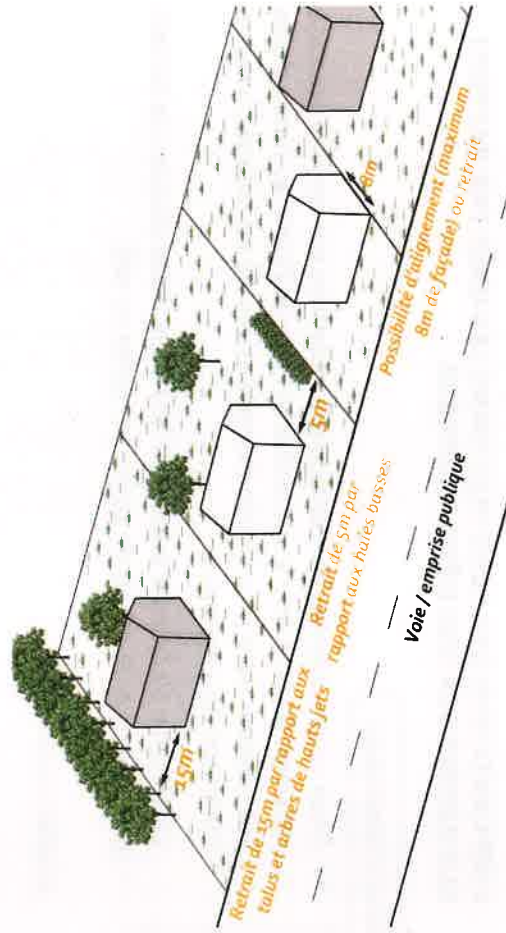 15m
Retrait de 15m par rapport aux
talus et arbres de hauts jets
5m
Retrait de 5m par
rapport aux haies basses
8m
Possibilité d'alignement (maximum
8m de façade) ou retrait
Voie / emprise publique